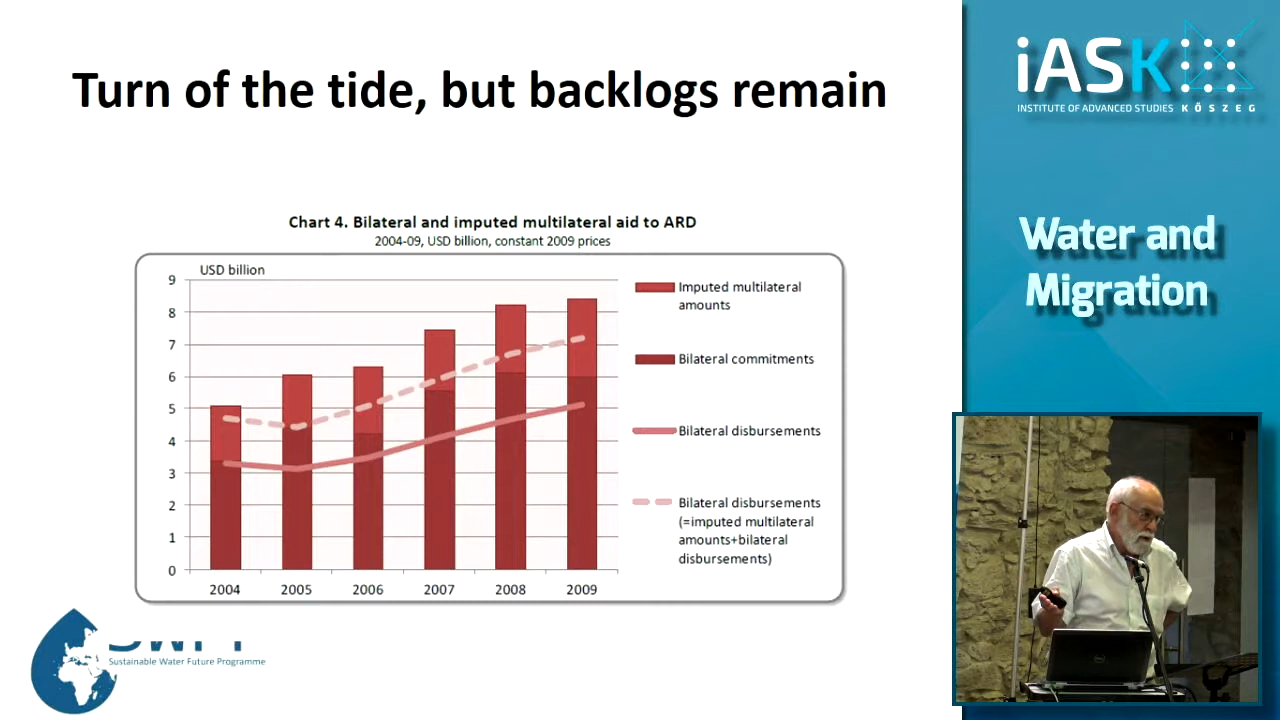 Turn of the tide, but backlogs remain
Chart 4. Bilateral and imputed multilateral aid to ARD
2004-09, USD billion, constant 2009 prices
USD billion
9
8
7
6
5
4
3
2
1
0
2004 2005 2006 2007 2008 2009
Imputed multilateral
amounts
Bilateral commitments
Bilateral disbursements
Bilateral disbursements
(=imputed multilateral
amounts+bilateral
disbursements)
Sustainable Water Future Programme
iASK
INSTITUTE OF ADVANCED STUDIES KŐSZEG
Water and
Migration